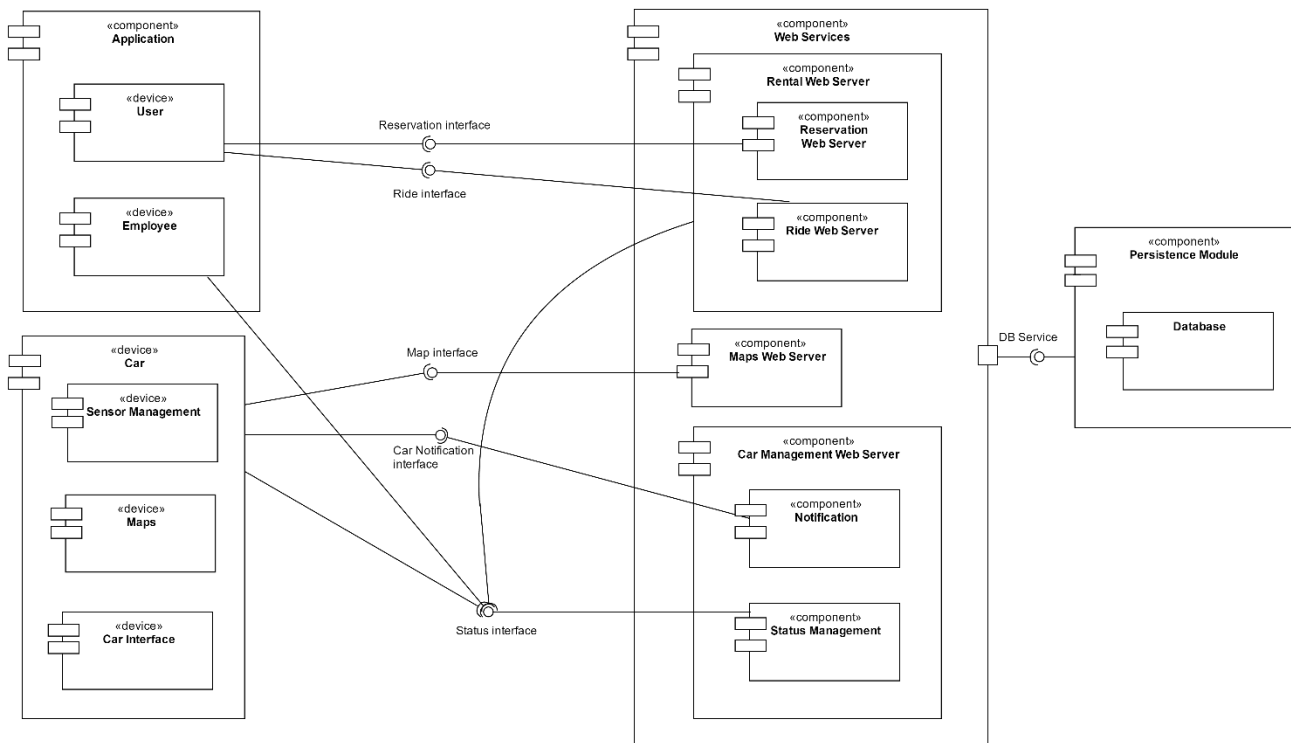 «component»
Application
«device»
User
«device»
Employee
«device»
Car
«device»
Sensor Management
«device»
Maps
«device»
Car Interface
Reservation interface
Ride interface
Map interface
Car Notification
interface
Status interface
«component»
Web Services
«component»
Rental Web Server
«component»
Reservation
Web Server
«component»
Ride Web Server
«component»
Maps Web Server
«component»
Car Management Web Server
«component»
Notification
«component»
Status Management
DB Service
«component»
Persistence Module
Database